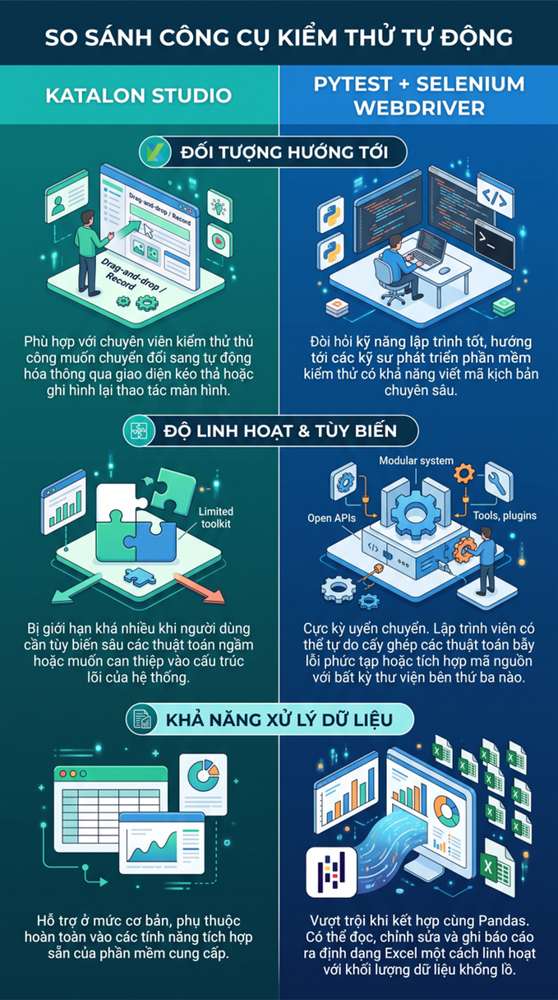 SO SÁNH CÔNG CỤ KIỂM THỬ TỰ ĐỘNG
KATALON STUDIO
PYTEST + SELENIUM
WEBDRIVER
ĐỐI TƯỢNG HƯỚNG TỚI
Drag-and-drop / Record
Drag-and-drop /
Record
</>
>_
Phù hợp với chuyên viên kiểm thử thủ
công muốn chuyển đổi sang tự động
hóa thông qua giao diện kéo thả hoặc
ghi hình lại thao tác màn hình.
Đòi hỏi kỹ năng lập trình tốt, hướng
tới các kỹ sư phát triển phần mềm
kiểm thử có khả năng viết mã kịch bản
chuyên sâu.
ĐỘ LINH HOẠT & TÙY BIẾN
Limited
toolkit
Modular system
Open APIs
Tools, plugins
</>
Bị giới hạn khá nhiều khi người dùng
cần tùy biến sâu các thuật toán ngầm
hoặc muốn can thiệp vào cấu trúc
lõi của hệ thống.
Cực kỳ uyển chuyển. Lập trình viên có
thể tự do cấy ghép các thuật toán bẫy
lỗi phức tạp hoặc tích hợp mã nguồn
với bất kỳ thư viện bên thứ ba nào.
KHẢ NĂNG XỬ LÝ DỮ LIỆU
Hỗ trợ ở mức cơ bản, phụ thuộc
hoàn toàn vào các tính năng tích hợp
sẵn của phần mềm cung cấp.
Vượt trội khi kết hợp cùng Pandas.
Có thể đọc, chỉnh sửa và ghi báo cáo
ra định dạng Excel một cách linh hoạt
với khối lượng dữ liệu khổng lồ.